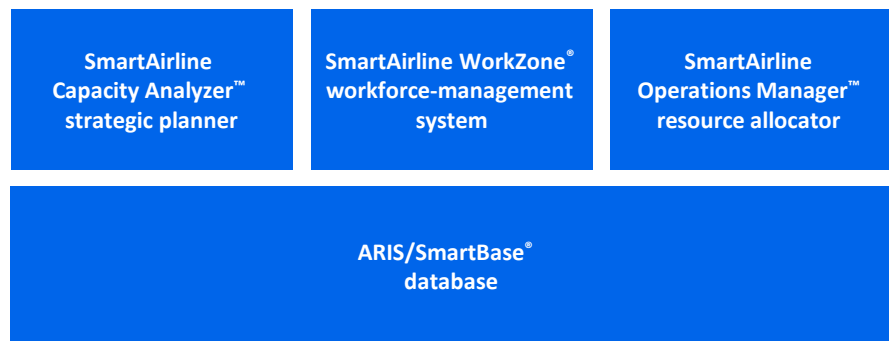 SmartAirline
Capacity Analyzer™
strategic planner
SmartAirline WorkZone®
workforce-management
system
SmartAirline
Operations Manager™
resource allocator
ARIS/SmartBase®
database